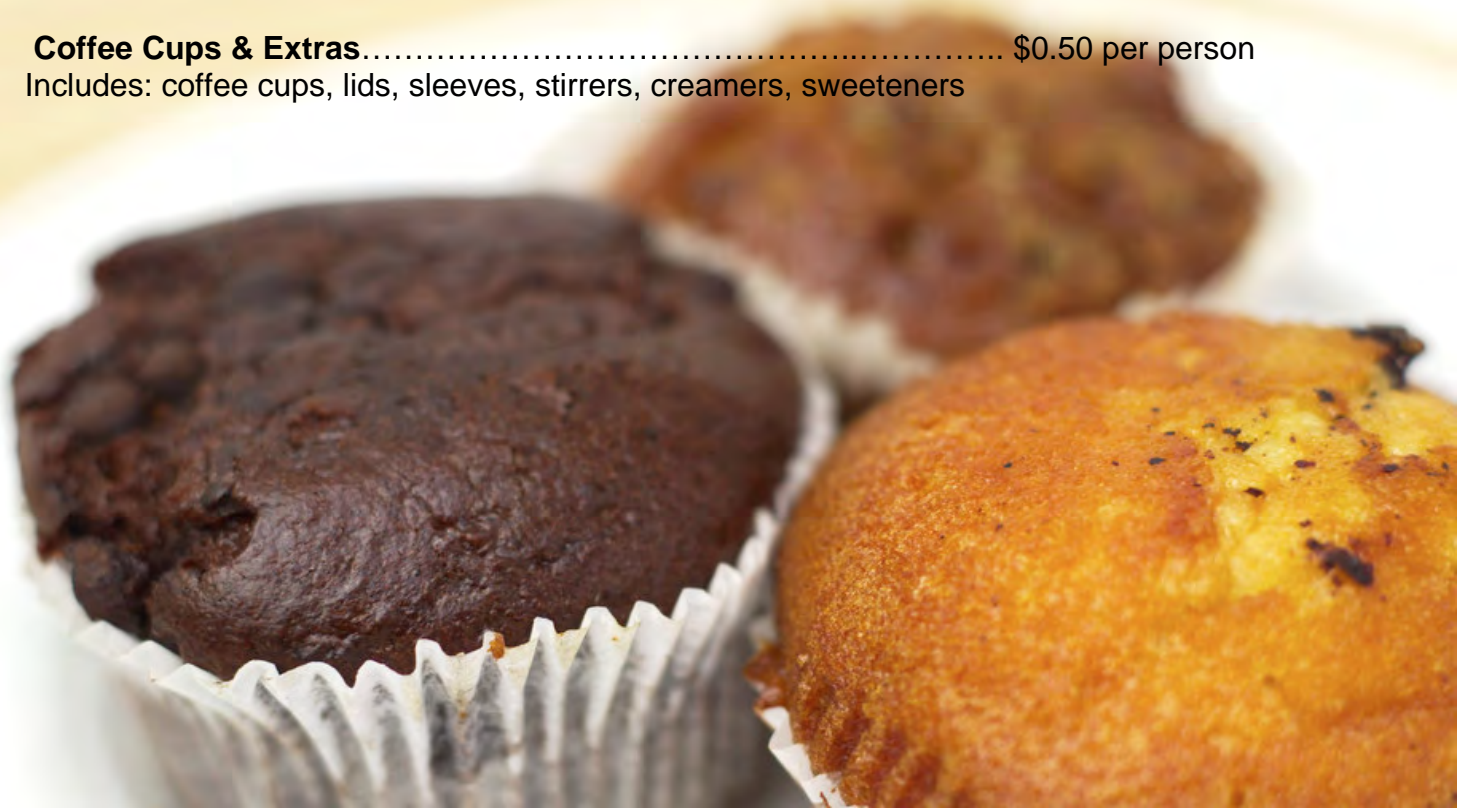 Coffee Cups & Extras……………………………………….…..………….. $0.50 per person
Includes: coffee cups, lids, sleeves, stirrers, creamers, sweeteners